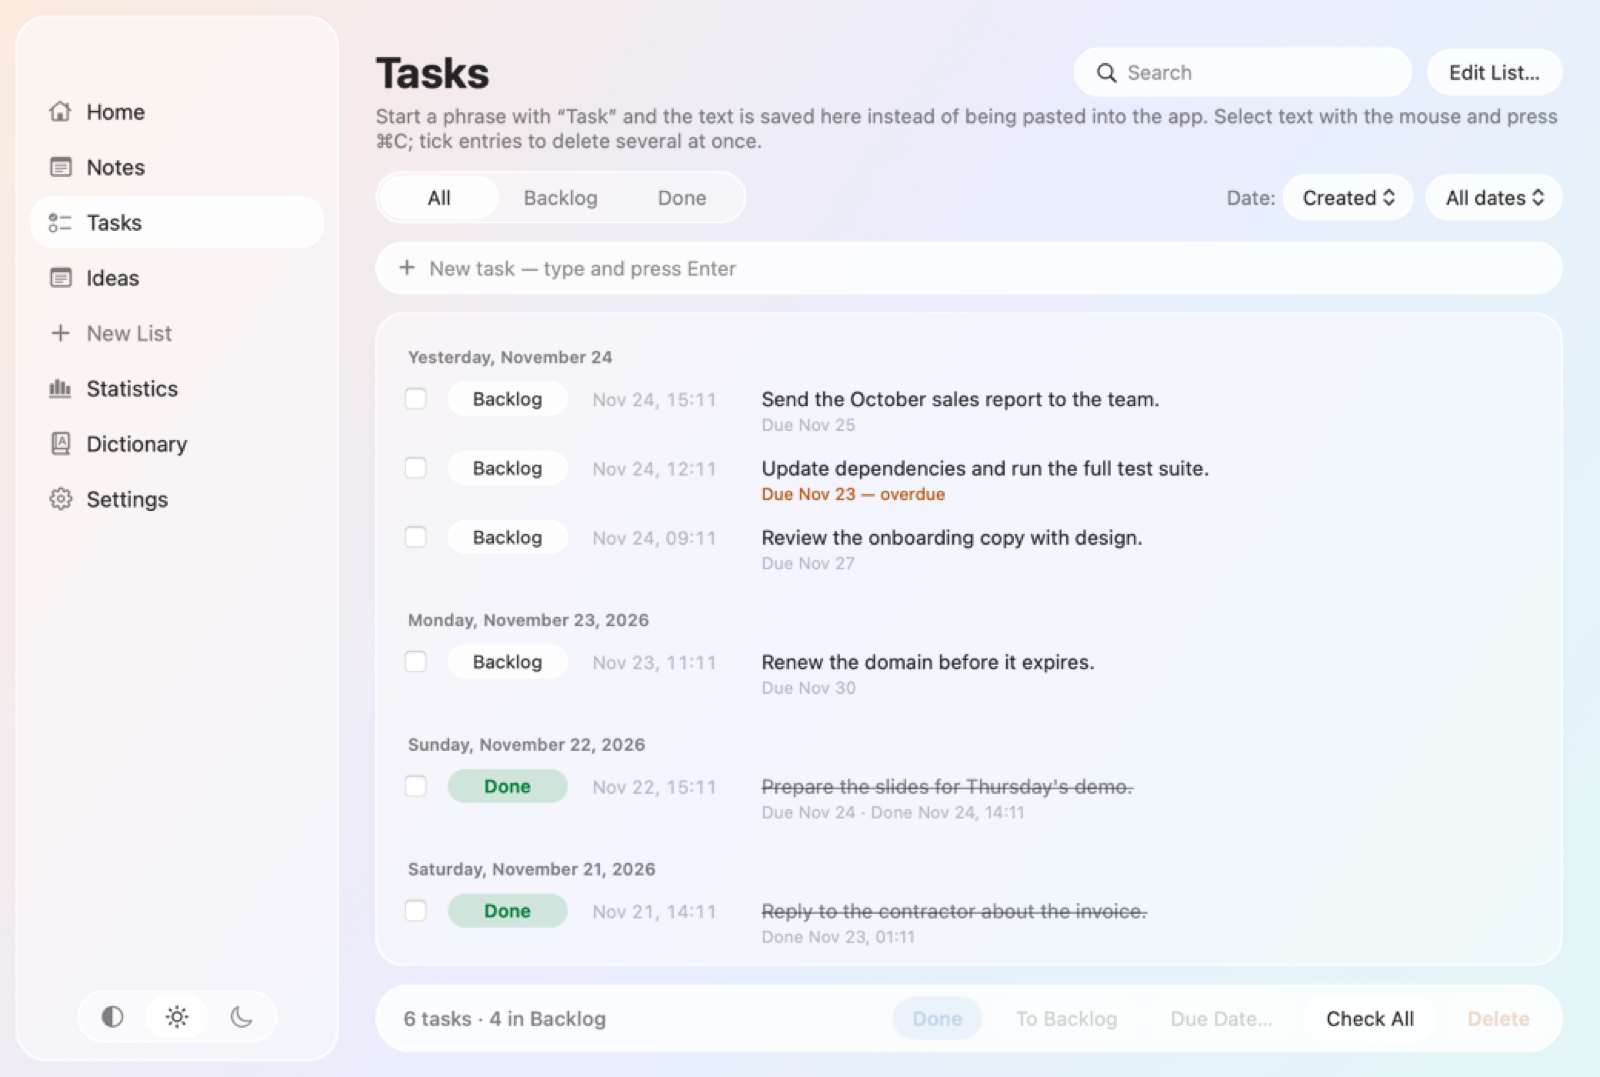 Home
Notes
Tasks
Ideas
New List
Statistics
Dictionary
Settings
Tasks
Search
Edit List...
Start a phrase with “Task” and the text is saved here instead of being pasted into the app. Select text with the mouse and press
⌘C; tick entries to delete several at once.
All Backlog Done
Date: Created All dates
New task — type and press Enter
Yesterday, November 24
Backlog Nov 24, 15:11 Send the October sales report to the team.
Due Nov 25
Backlog Nov 24, 12:11 Update dependencies and run the full test suite.
Due Nov 23 — overdue
Backlog Nov 24, 09:11 Review the onboarding copy with design.
Due Nov 27
Monday, November 23, 2026
Backlog Nov 23, 11:11 Renew the domain before it expires.
Due Nov 30
Sunday, November 22, 2026
Done Nov 22, 15:11 Prepare the slides for Thursday's demo.
Due Nov 24 · Done Nov 24, 14:11
Saturday, November 21, 2026
Done Nov 21, 14:11 Reply to the contractor about the invoice.
Done Nov 23, 01:11
6 tasks · 4 in Backlog Done To Backlog Due Date... Check All Delete